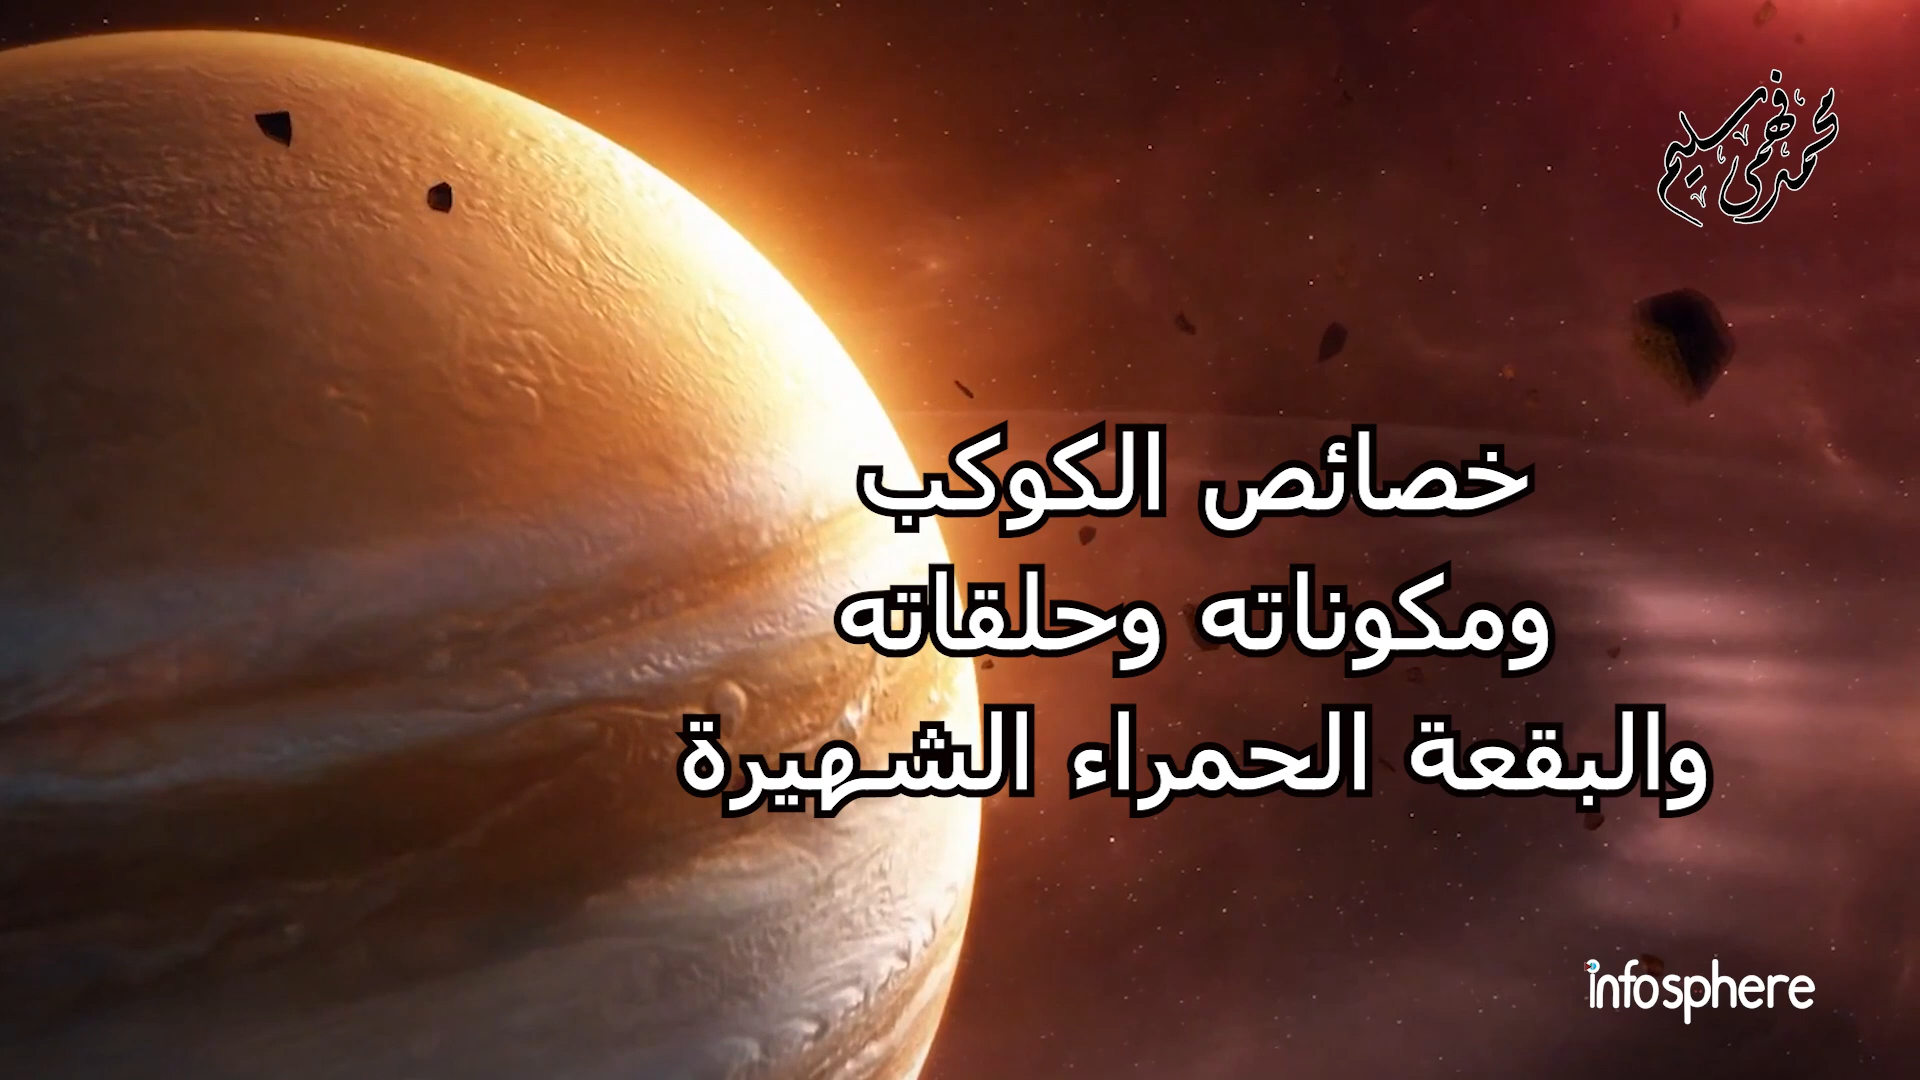 محمد فهمي سليم
خصائص الكوكب
ومكوناته وحلقاته
والبقعة الحمراء الشهيرة
infosphere